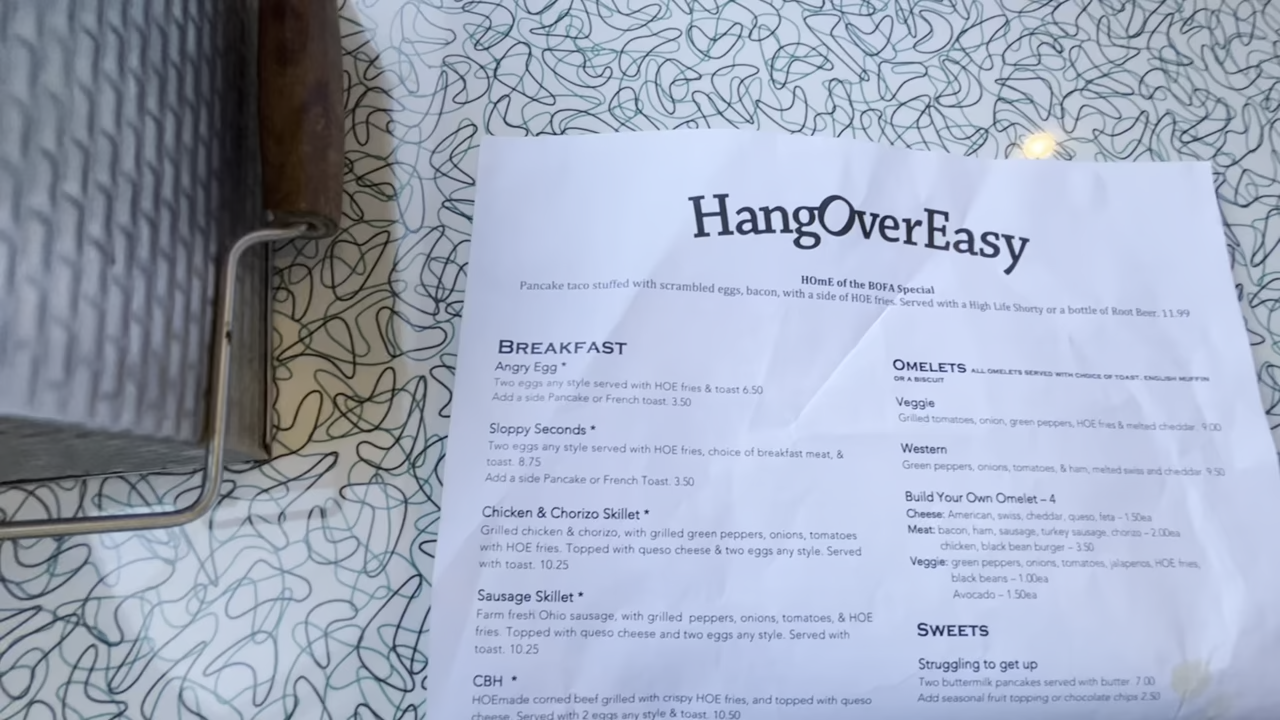 HangOverEasy
HOmE of the BOFA Special
Pancake taco stuffed with scrambled eggs, bacon, with a side of HOE fries. Served with a High Life Shorty or a bottle of Root Beer. 11.99
BREAKFAST
Angry Egg *
Two eggs any style served with HOE fries & toast 6.50
Add a side Pancake or French toast. 3.50
Sloppy Seconds *
Two eggs any style served with HOE fries, choice of breakfast meat, &
toast. 8.75
Add a side Pancake or French Toast. 3.50
Chicken & Chorizo Skillet *
Grilled chicken & chorizo, with grilled green peppers, onions, tomatoes
with HOE fries. Topped with queso cheese & two eggs any style. Served
with toast. 10.25
Sausage Skillet *
Farm fresh Ohio sausage, with grilled peppers, onions, tomatoes, & HOE
fries. Topped with queso cheese and two eggs any style. Served with
toast. 10.25
CBH *
HOEmade corned beef grilled with crispy HOE fries, and topped with queso
cheese. Served with 2 eggs any style & toast. 10.50
OMELETS ALL OMELETS SERVED WITH CHOICE OF TOAST, ENGLISH MUFFIN
OR A BISCUIT
Veggie
Grilled tomatoes, onion, green peppers, HOE fries & melted cheddar. 9.00
Western
Green peppers, onions, tomatoes, & ham, melted swiss and cheddar 9.50
Build Your Own Omelet – 4
Cheese: American, swiss, cheddar, queso, feta – 1.50ea
Meat: bacon, ham, sausage, turkey sausage, chorizo – 2.00ea
chicken, black bean burger – 3.50
Veggie: green peppers, onions, tomatoes, jalapenos, HOE fries,
black beans – 1.00ea
Avocado – 1.50ea
SWEETS
Struggling to get up
Two buttermilk pancakes served with butter. 7.00
Add seasonal fruit topping or chocolate chips 2.50